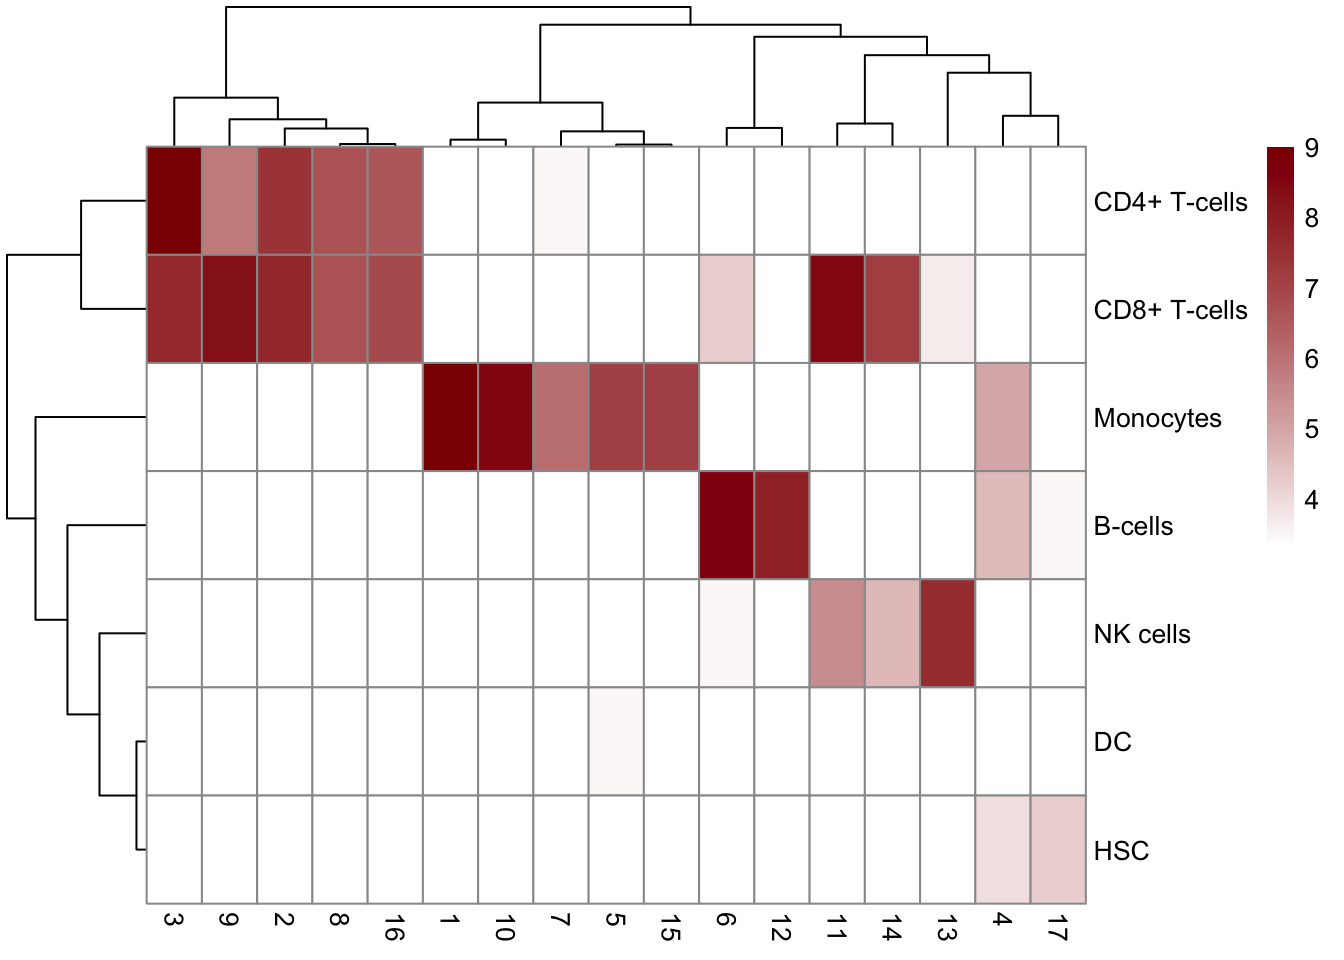 9
8
7
6
5
4
CD4+ T-cells
CD8+ T-cells
Monocytes
B-cells
NK cells
DC
HSC
3 9 2 8 16 1 10 7 5 15 6 12 11 14 13 4 17